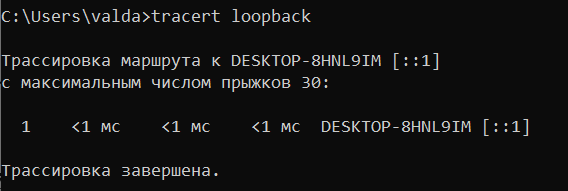 C:\Users\valda>tracert loopback
Трассировка маршрута к DESKTOP-8HNL9IM [::1]
с максимальным числом прыжков 30:
1 <1 мс <1 мс <1 мс DESKTOP-8HNL9IM [::1]
Трассировка завершена.